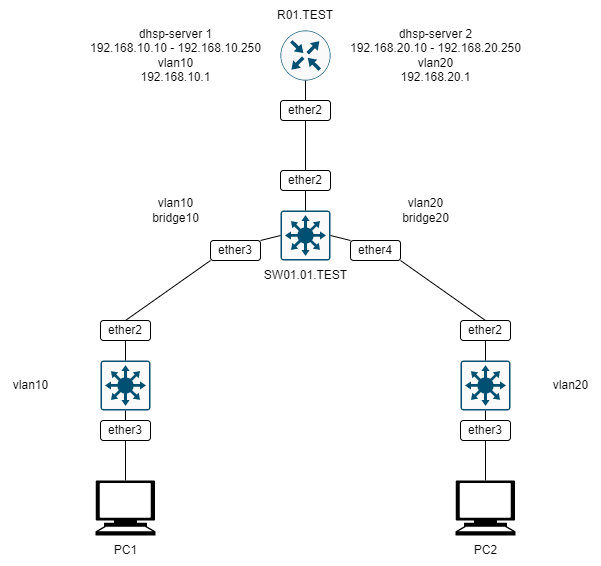 R01.TEST
dhsp-server 1
192.168.10.10 - 192.168.10.250
vlan10
192.168.10.1
dhsp-server 2
192.168.20.10 - 192.168.20.250
vlan20
192.168.20.1
ether2
ether2
vlan10
bridge10
vlan20
bridge20
ether3
ether4
SW01.01.TEST
ether2
ether2
vlan10
vlan20
ether3
ether3
PC1
PC2